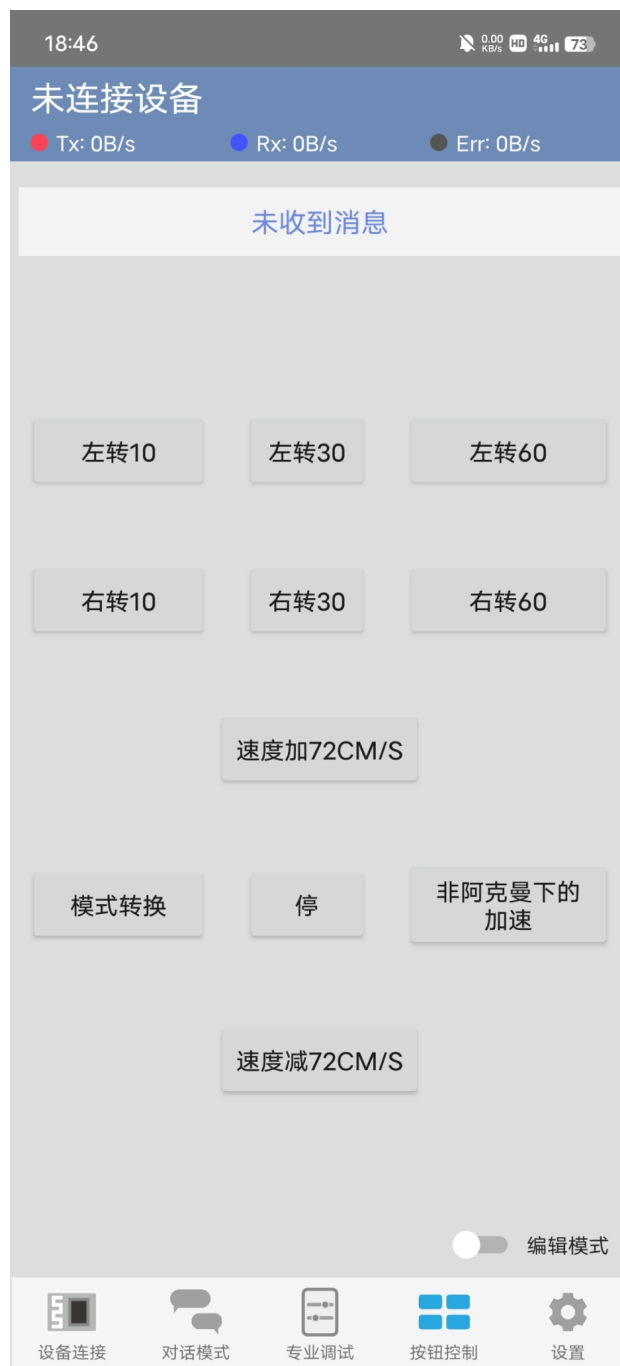 18:46
0.00 KB/s HD 4G 73
未连接设备
Tx: 0B/s Rx: 0B/s Err: 0B/s
未收到消息
左转10 左转30 左转60
右转10 右转30 右转60
速度加72CM/S
模式转换 停 非阿克曼下的
加速
速度减72CM/S
编辑模式
设备连接 对话模式 专业调试 按钮控制 设置